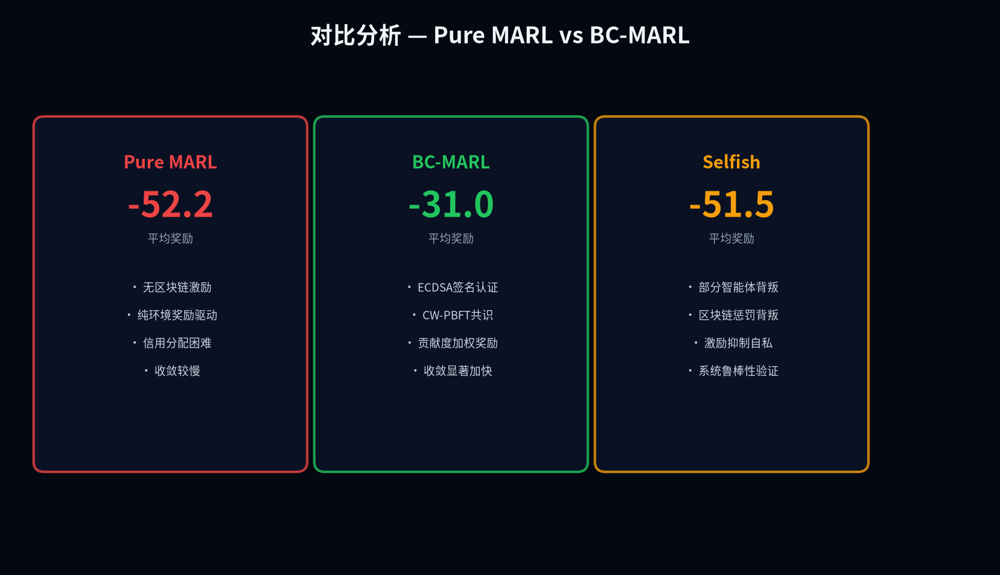 对比分析 — Pure MARL vs BC-MARL
Pure MARL
-52.2
平均奖励
· 无区块链激励
· 纯环境奖励驱动
· 信用分配困难
· 收敛较慢
BC-MARL
-31.0
平均奖励
· ECDSA签名认证
· CW-PBFT共识
· 贡献度加权奖励
· 收敛显著加快
Selfish
-51.5
平均奖励
· 部分智能体背叛
· 区块链惩罚背叛
· 激励抑制自私
· 系统鲁棒性验证